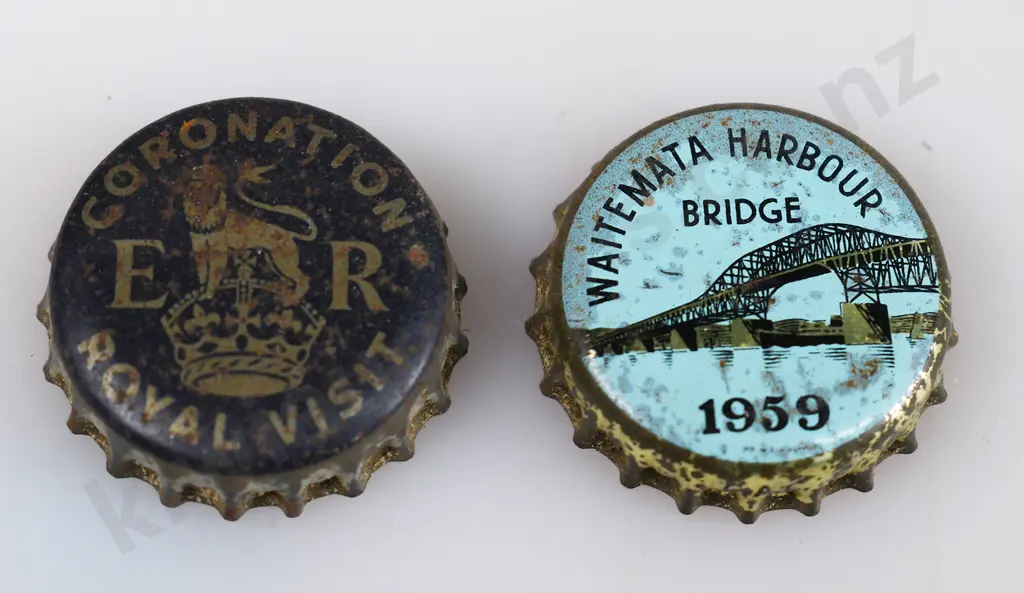 CORONATION
E R
ROYAL VISIT
WAITEMATA HARBOUR
BRIDGE
1959